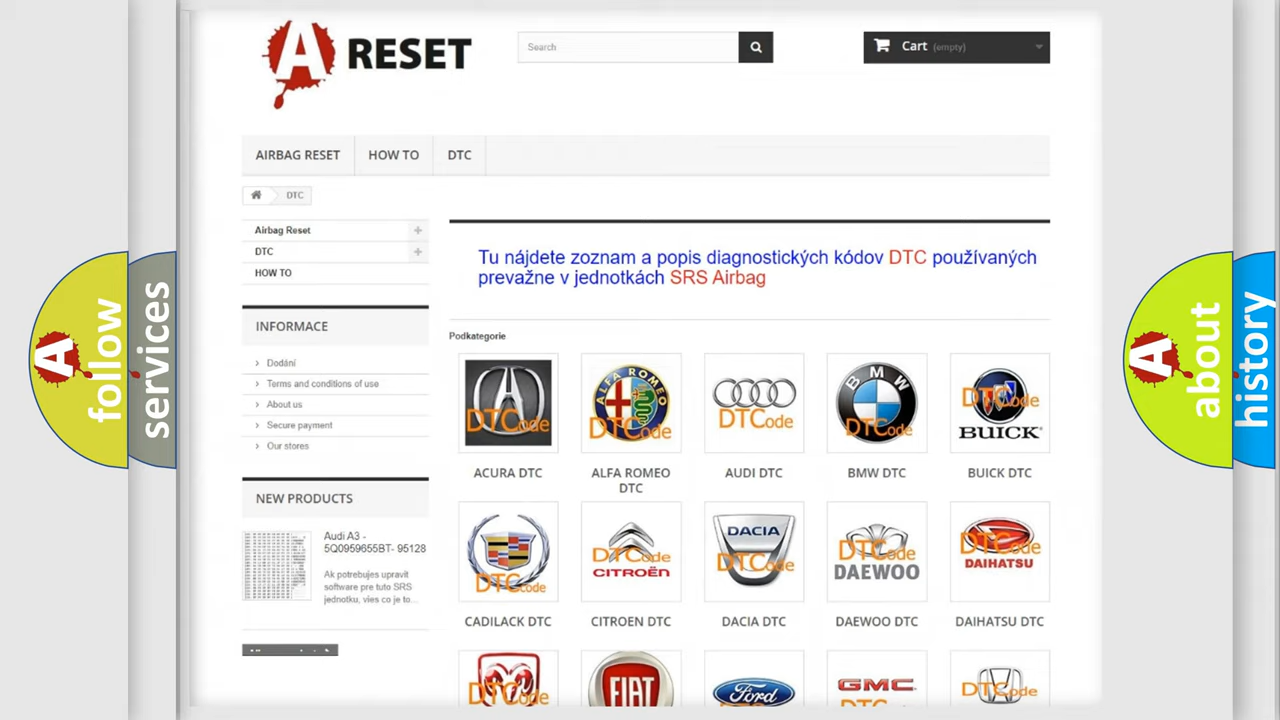 A RESET
Search
Cart (empty)
AIRBAG RESET
HOW TO
DTC
DTC
Airbag Reset
DTC
HOW TO
Tu nájdete zoznam a popis diagnostických kódov DTC používaných
prevažne v jednotkách SRS Airbag
INFORMACE
Dodání
Terms and conditions of use
About us
Secure payment
Our stores
Podkategorie
DTCode
ALFA ROMEO
DTCode
DTCode
BMW
DTCode
DTCode
BUICK
ACURA DTC
ALFA ROMEO
DTC
AUDI DTC
BMW DTC
BUICK DTC
NEW PRODUCTS
Audi A3 -
5Q0959655BT- 95128
Ak potrebujes upravit
software pre tuto SRS
jednotku, vies co je to...
DTCode
DTCode
CITROËN
DACIA
DTCode
DTCode
DAEWOO
DTCode
DAIHATSU
CADILACK DTC
CITROEN DTC
DACIA DTC
DAEWOO DTC
DAIHATSU DTC
DTCode
FIAT
Ford
GMC
DTCode
A follow
services
A about
history